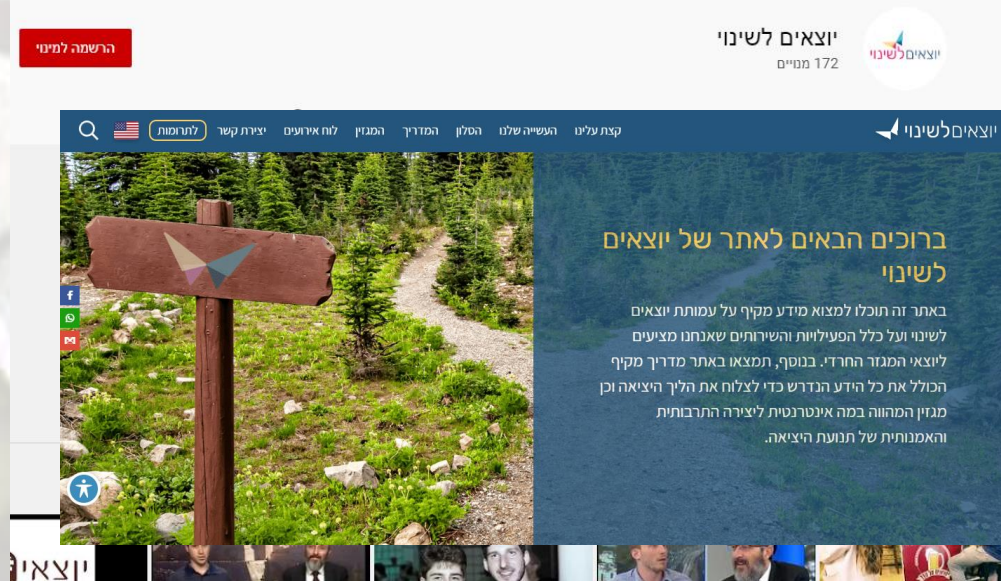 יוצאים לשינוי
יוצאיםלשינוי
172 מנויים
הרשמה למינוי
יוצאיםלשינוי
קצת עלינו העשייה שלנו הסלון המדריך המגזין לוח אירועים יצירת קשר לתרומות
ברוכים הבאים לאתר של יוצאים
לשינוי
באתר זה תוכלו למצוא מידע מקיף על עמותת יוצאים
לשינוי ועל כלל הפעילויות והשירותים שאנחנו מציעים
ליוצאי המגזר החרדי. בנוסף, תמצאו באתר מדריך מקיף
הכולל את כל הידע הנדרש כדי לצלוח את הליך היציאה וכן
מגזין המהווה במה אינטרנטית ליצירה התרבותית
והאמנותית של תנועת היציאה.
f
M
יוצאי